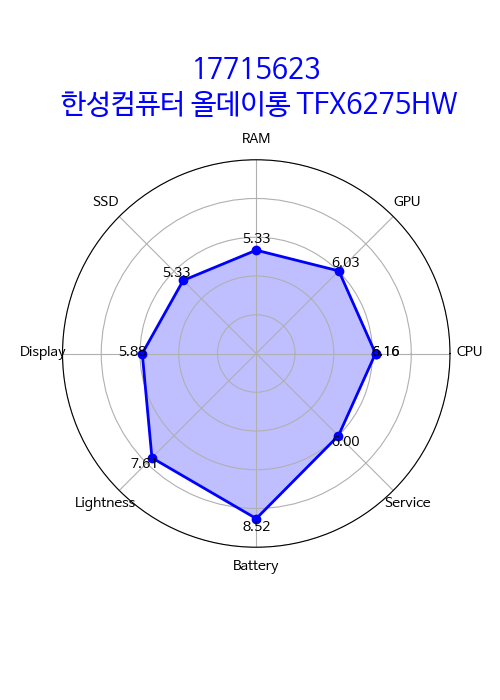 17715623
한성컴퓨터 올데이롱 TFX6275HW
RAM
SSD
GPU
5.33
6.03
5.33
Display
5.88
6.16
CPU
7.61
6.00
Lightness
Service
8.52
Battery